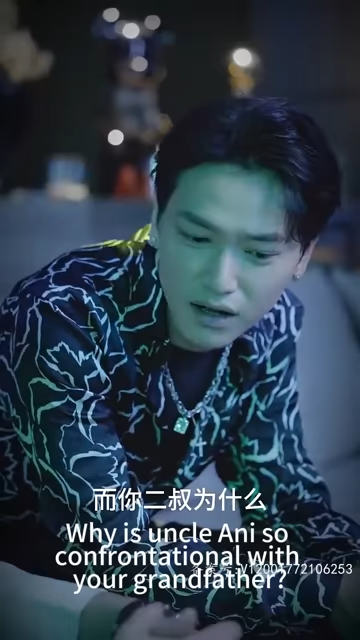 而你二叔为什么
Why is uncle Ani so
confrontational with
your grandfather?